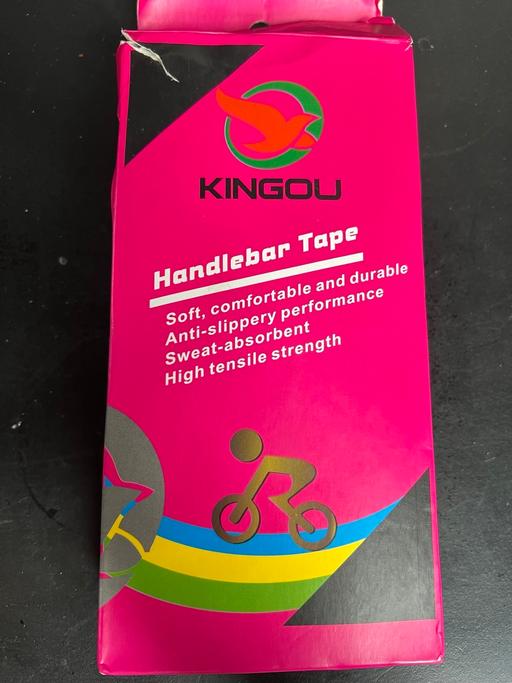 KINGOU
Handlebar Tape
Soft, comfortable and durable
Anti-slippery performance
Sweat-absorbent
High tensile strength